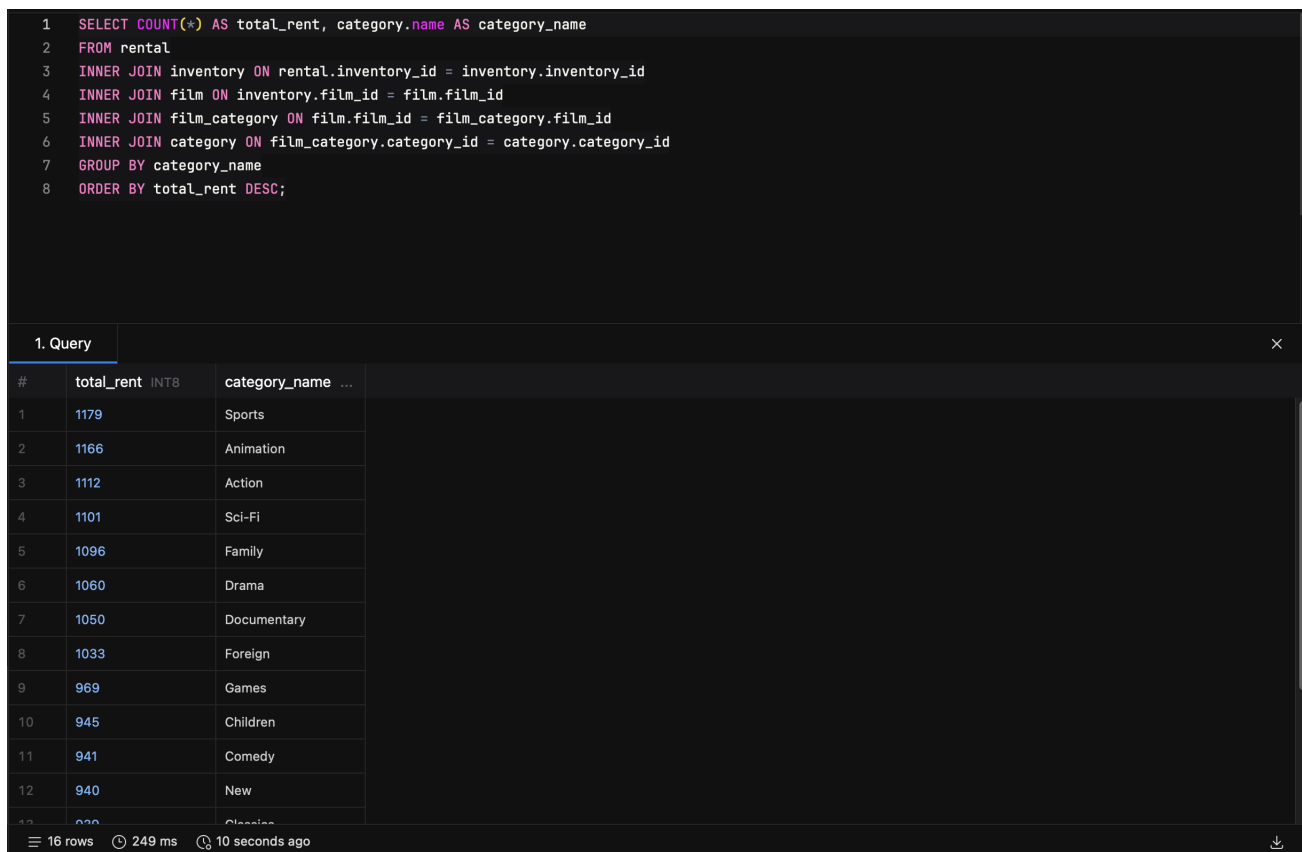 1 SELECT COUNT(*) AS total_rent, category.name AS category_name
2 FROM rental
3 INNER JOIN inventory ON rental.inventory_id = inventory.inventory_id
4 INNER JOIN film ON inventory.film_id = film.film_id
5 INNER JOIN film_category ON film.film_id = film_category.film_id
6 INNER JOIN category ON film_category.category_id = category.category_id
7 GROUP BY category_name
8 ORDER BY total_rent DESC;
1. Query
# total_rent INT8 category_name ...
1 1179 Sports
2 1166 Animation
3 1112 Action
4 1101 Sci-Fi
5 1096 Family
6 1060 Drama
7 1050 Documentary
8 1033 Foreign
9 969 Games
10 945 Children
11 941 Comedy
12 940 New
16 rows 249 ms 10 seconds ago